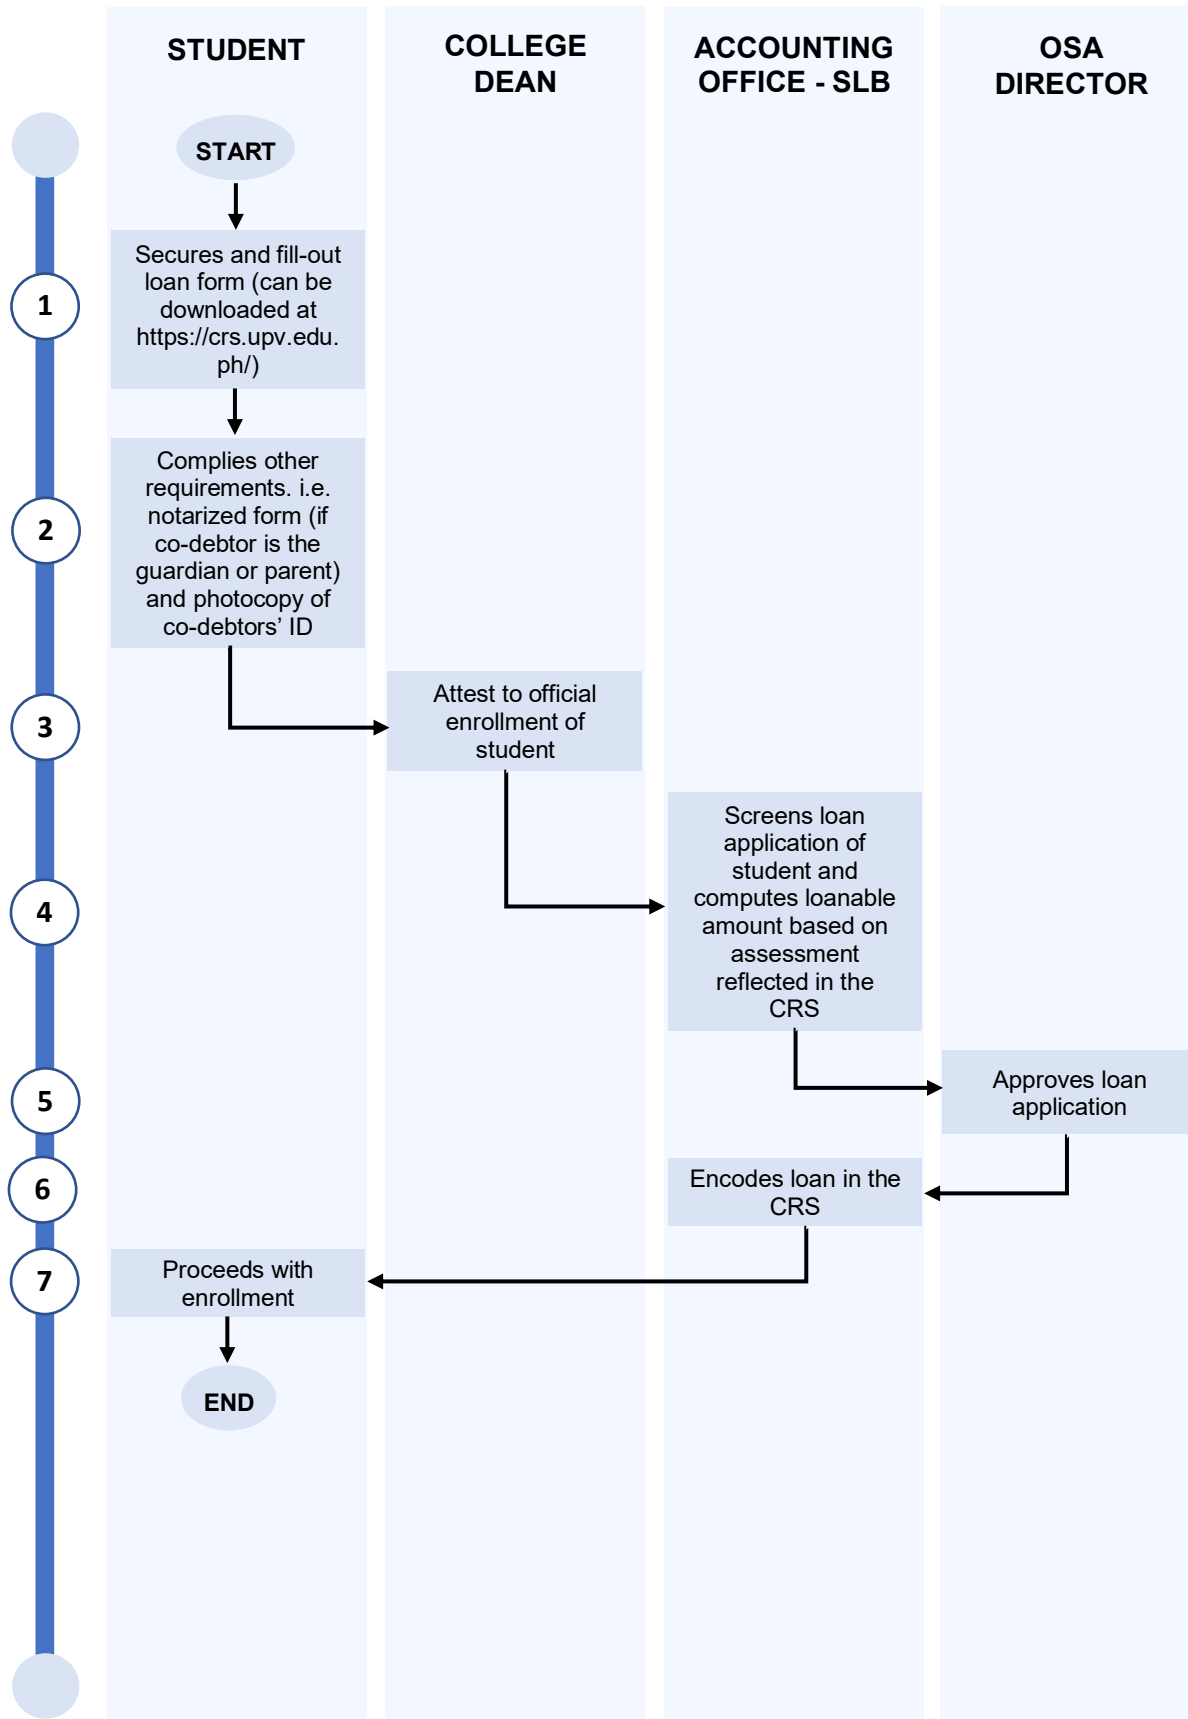 STUDENT
COLLEGE
DEAN
ACCOUNTING
OFFICE - SLB
OSA
DIRECTOR
START
1
Secures and fill-out
loan form (can be
downloaded at
https://crs.upv.edu.
ph/)
2
Complies other
requirements. i.e.
notarized form (if
co-debtor is the
guardian or parent)
and photocopy of
co-debtors’ ID
3
Attest to official
enrollment of
student
4
Screens loan
application of
student and
computes loanable
amount based on
assessment
reflected in the
CRS
5
Approves loan
application
6
Encodes loan in the
CRS
7
Proceeds with
enrollment
END